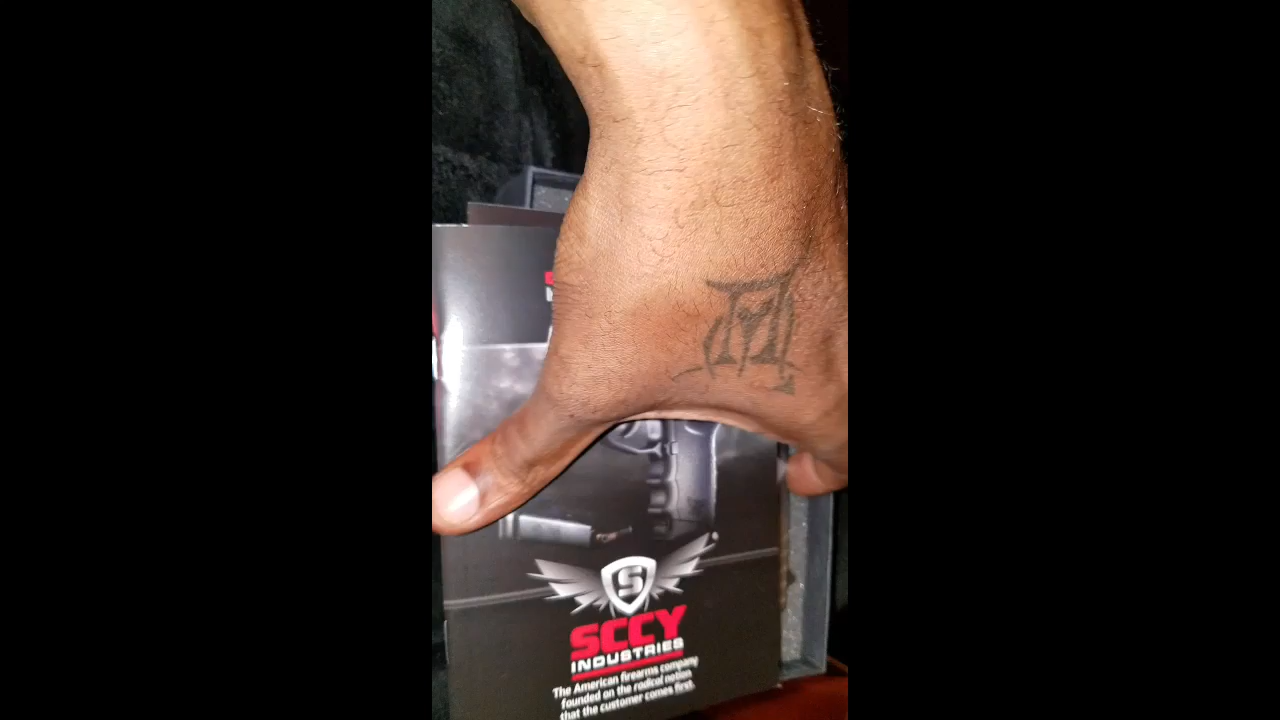 S
SCCY
INDUSTRIES
The American firearms company
founded on the radical notion
that the customer comes first.